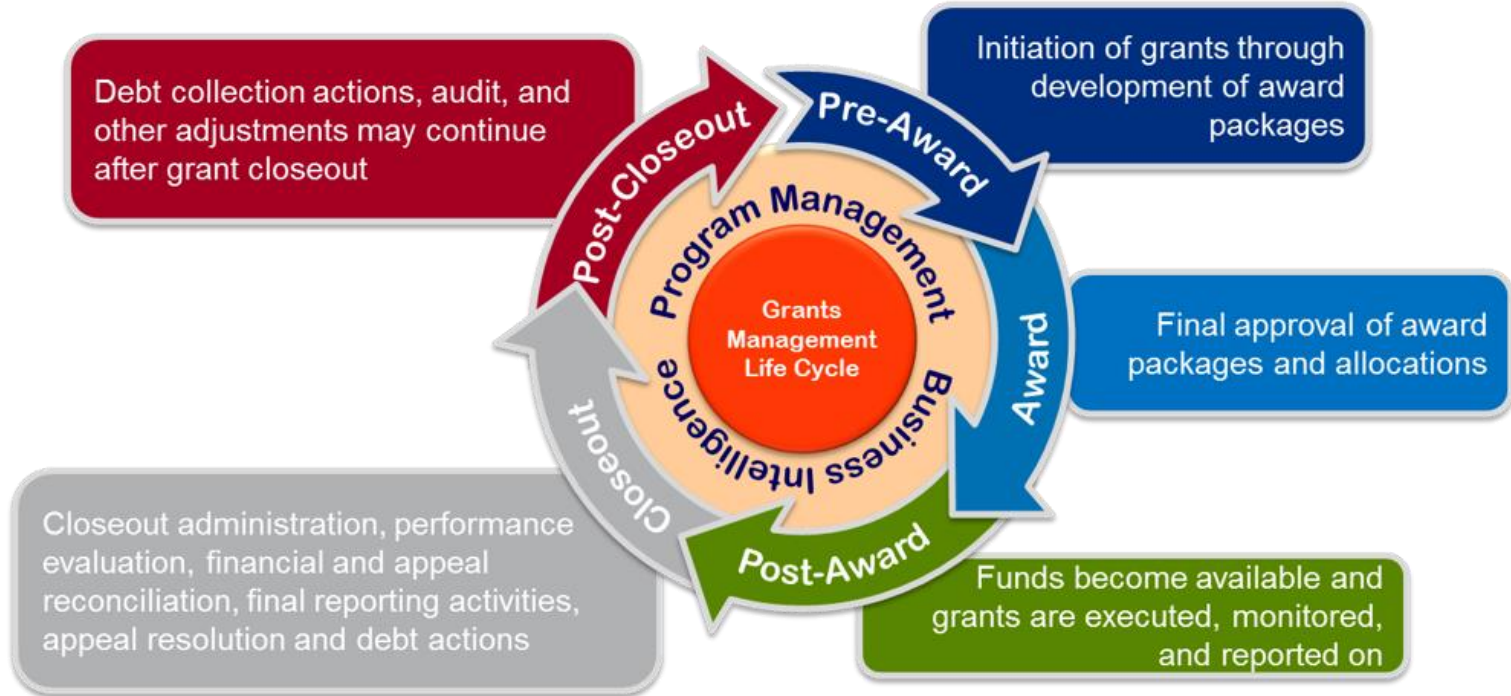 Debt collection actions, audit, and
other adjustments may continue
after grant closeout
Post-Closeout
Pre-Award
Initiation of grants through
development of award
packages
Program Management
Grants
Management
Life Cycle
Business Intelligence
Award
Final approval of award
packages and allocations
Closeout
Closeout administration, performance
evaluation, financial and appeal
reconciliation, final reporting activities,
appeal resolution and debt actions
Post-Award
Funds become available and
grants are executed, monitored,
and reported on